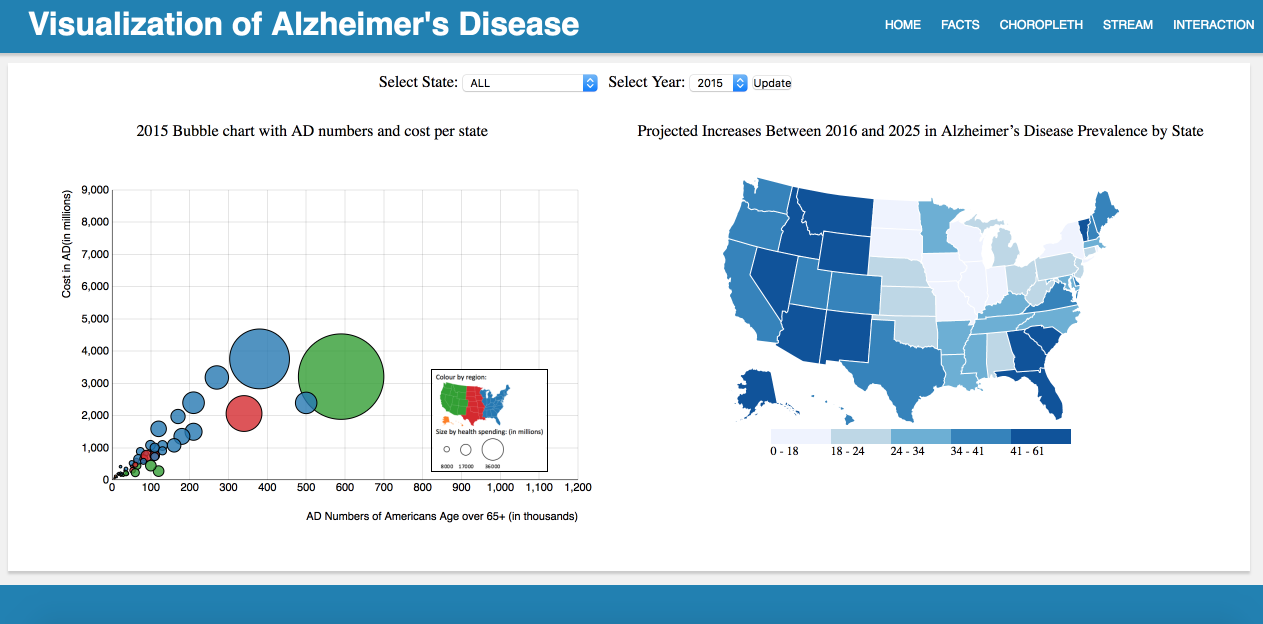 Visualization of Alzheimer's Disease
HOME FACTS CHOROPLETH STREAM INTERACTION
Select State: ALL Select Year: 2015 Update
2015 Bubble chart with AD numbers and cost per state
Cost in AD(in millions)
9,000
8,000
7,000
6,000
5,000
4,000
3,000
2,000
1,000
0
0 100 200 300 400 500 600 700 800 900 1,000 1,100 1,200
AD Numbers of Americans Age over 65+ (in thousands)
Colour by region:
Size by health spending: (in millions)
8000 17000 36000
Projected Increases Between 2016 and 2025 in Alzheimer’s Disease Prevalence by State
0 - 18 18 - 24 24 - 34 34 - 41 41 - 61